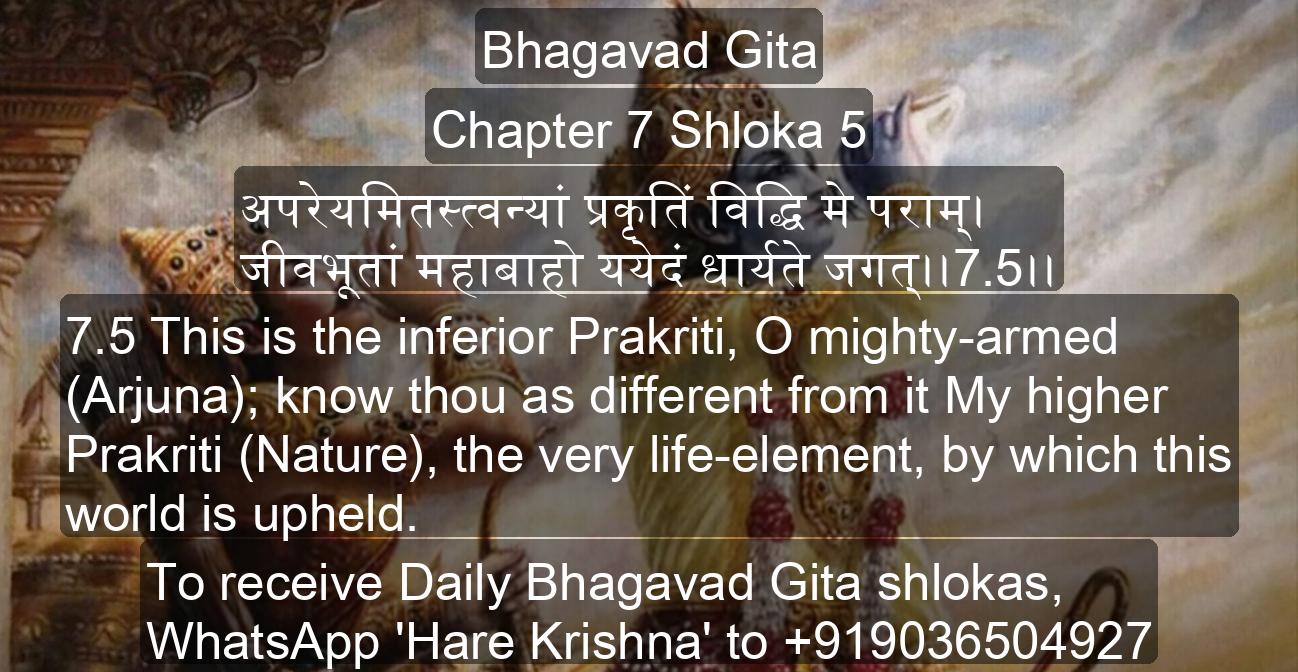 Bhagavad Gita
Chapter 7 Shloka 5
अपरेयमितस्त्वन्यां प्रकृतिं विद्धि मे पराम्।
जीवभूतां महाबाहो ययेदं धार्यते जगत्।।7.5।।
7.5 This is the inferior Prakriti, O mighty-armed
(Arjuna); know thou as different from it My higher
Prakriti (Nature), the very life-element, by which this
world is upheld.
To receive Daily Bhagavad Gita shlokas,
WhatsApp 'Hare Krishna' to +919036504927